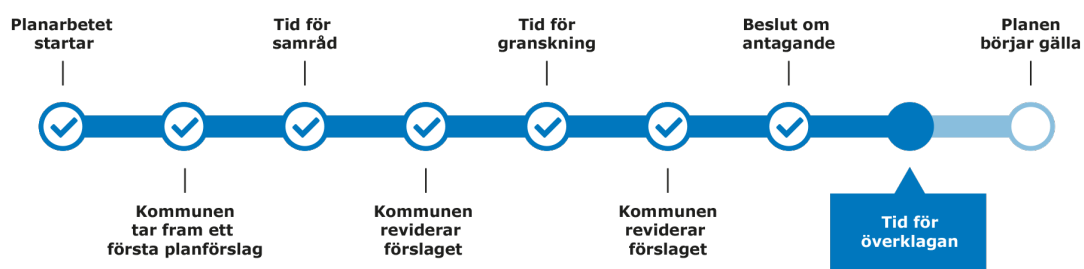 Planarbetet
startar
Kommunen
tar fram ett
första planförslag
Tid för
samråd
Kommunen
reviderar
förslaget
Tid för
granskning
Kommunen
reviderar
förslaget
Beslut om
antagande
Tid för
överklagan
Planen
börjar gälla